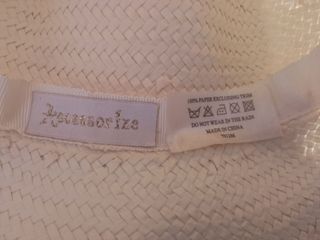 Accessorize
100% PAPER EXCLUDING TRIM
DO NOT WEAR IN THE RAIN
MADE IN CHINA